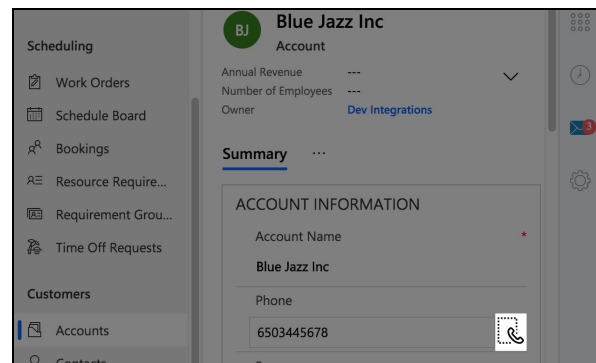 Scheduling
Work Orders
Schedule Board
Bookings
Resource Require...
Requirement Grou...
Time Off Requests
Customers
Accounts
Contacts
BJ
Blue Jazz Inc
Account
Annual Revenue ---
Number of Employees ---
Owner Dev Integrations
Summary ...
ACCOUNT INFORMATION
Account Name *
Blue Jazz Inc
Phone
6503445678
3